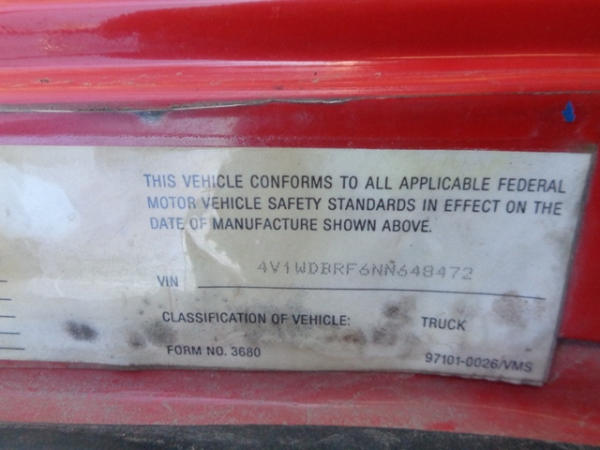 THIS VEHICLE CONFORMS TO ALL APPLICABLE FEDERAL
MOTOR VEHICLE SAFETY STANDARDS IN EFFECT ON THE
DATE OF MANUFACTURE SHOWN ABOVE.
VIN 4V1WDBRF6NN648472
CLASSIFICATION OF VEHICLE: TRUCK
FORM NO. 3680 97101-0026/VMS